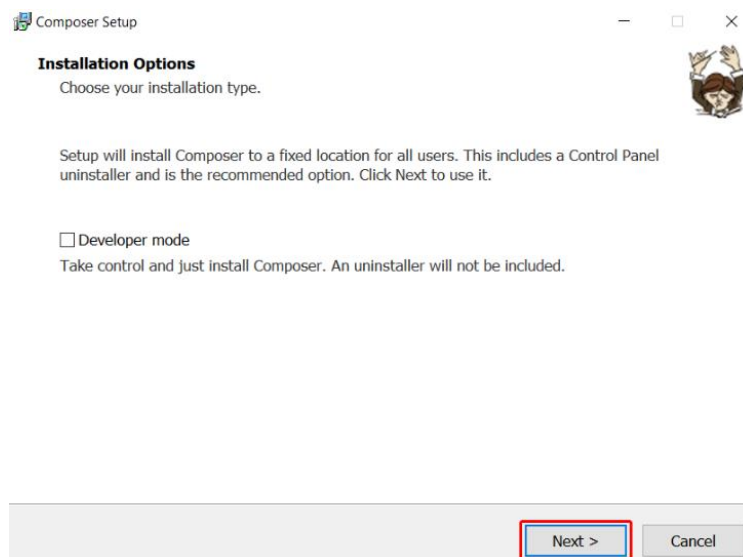 Composer Setup
Installation Options
Choose your installation type.
Setup will install Composer to a fixed location for all users. This includes a Control Panel
uninstaller and is the recommended option. Click Next to use it.
Developer mode
Take control and just install Composer. An uninstaller will not be included.
Next >
Cancel